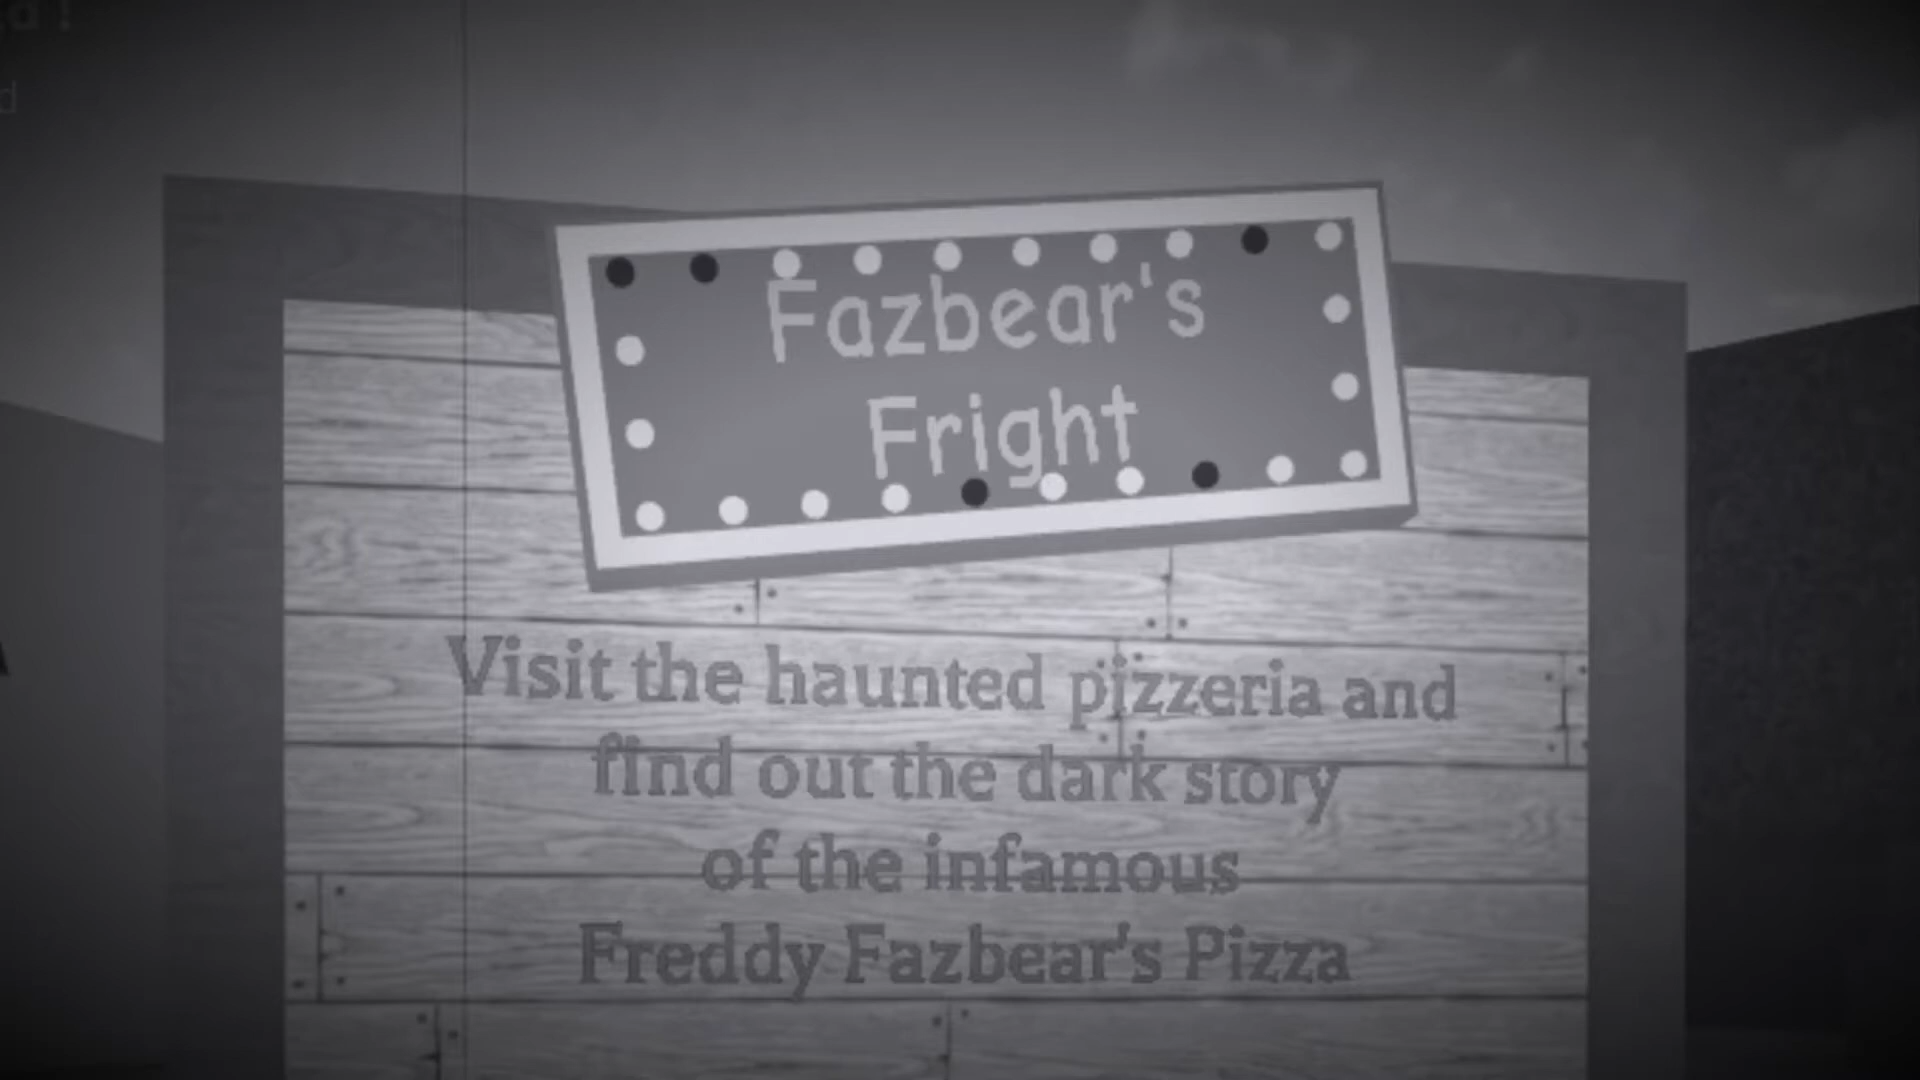 Fazbear's
Fright
Visit the haunted pizzeria and
find out the dark story
of the infamous
Freddy Fazbear's Pizza